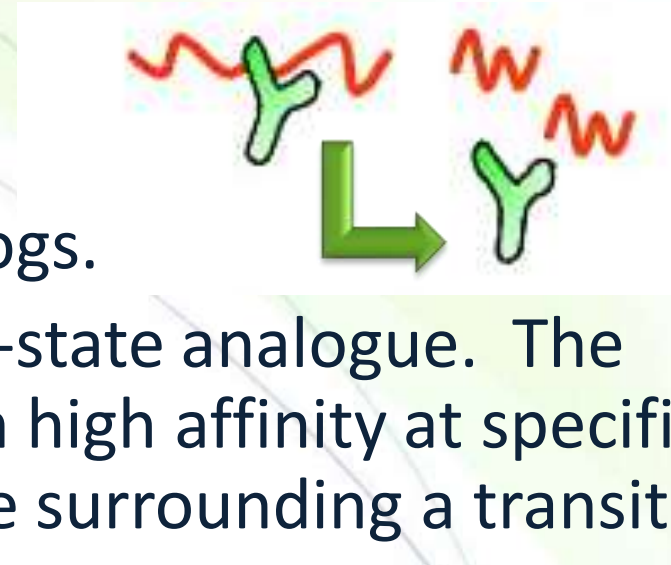 ogs.
-state analogue. The
high affinity at specifi
surrounding a transit